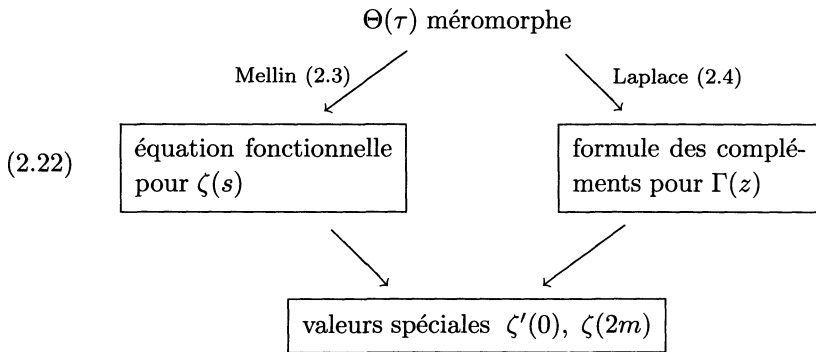 Θ(τ) méromorphe
Mellin (2.3)
Laplace (2.4)
(2.22)
équation fonctionnelle
pour ζ(s)
formule des complé-
ments pour Γ(z)
valeurs spéciales ζ′(0), ζ(2m)